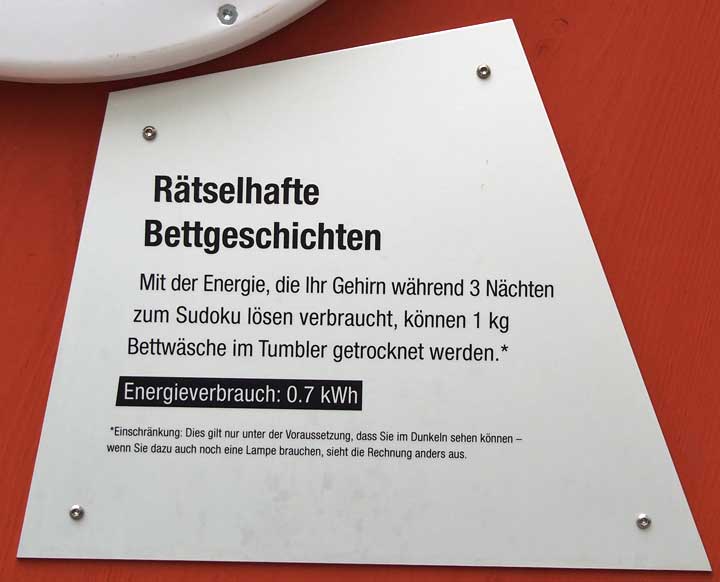 Rätselhafte
Bettgeschichten
Mit der Energie, die Ihr Gehirn während 3 Nächten
zum Sudoku lösen verbraucht, können 1 kg
Bettwäsche im Tumbler getrocknet werden.*
Energieverbrauch: 0.7 kWh
*Einschränkung: Dies gilt nur unter der Voraussetzung, dass Sie im Dunkeln sehen können –
wenn Sie dazu auch noch eine Lampe brauchen, sieht die Rechnung anders aus.